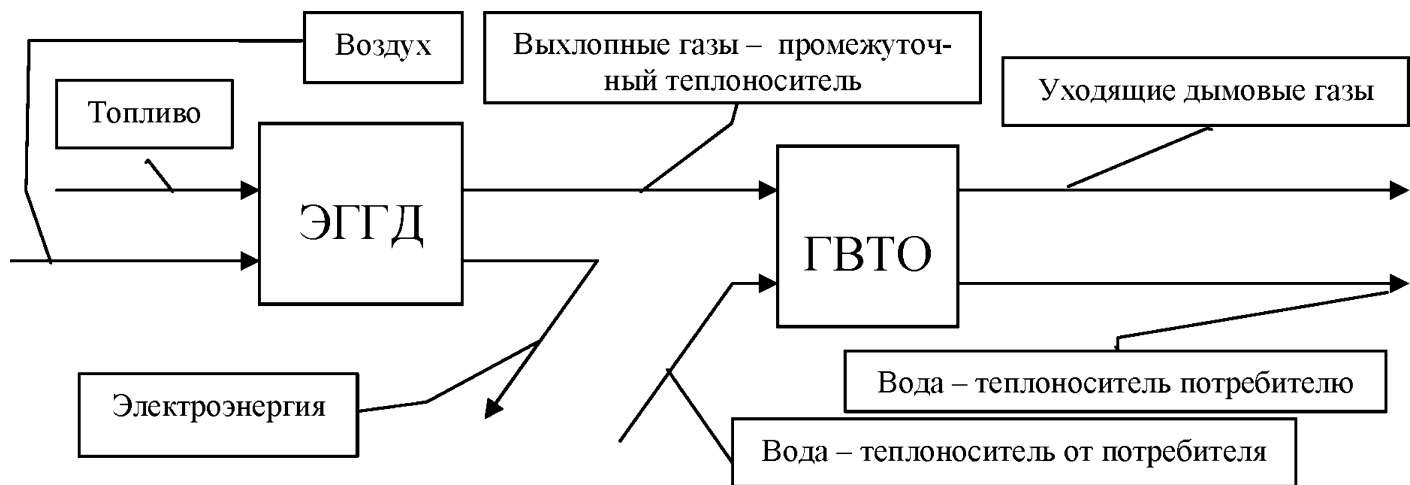 Воздух
Выхлопные газы – промежуточ-
ный теплоноситель
Уходящие дымовые газы
Топливо
ЭГГД
ГВТО
Электроэнергия
Вода – теплоноситель потребителю
Вода – теплоноситель от потребителя